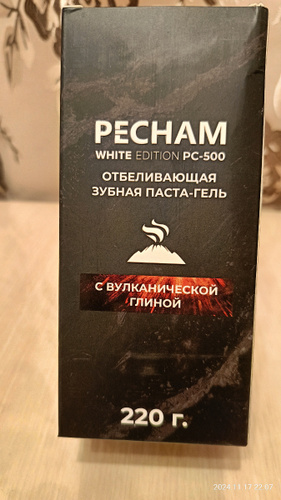 PECHAM
WHITE EDITION PC-500
ОТБЕЛИВАЮЩАЯ
ЗУБНАЯ ПАСТА-ГЕЛЬ
С ВУЛКАНИЧЕСКОЙ
ГЛИНОЙ
220 г.